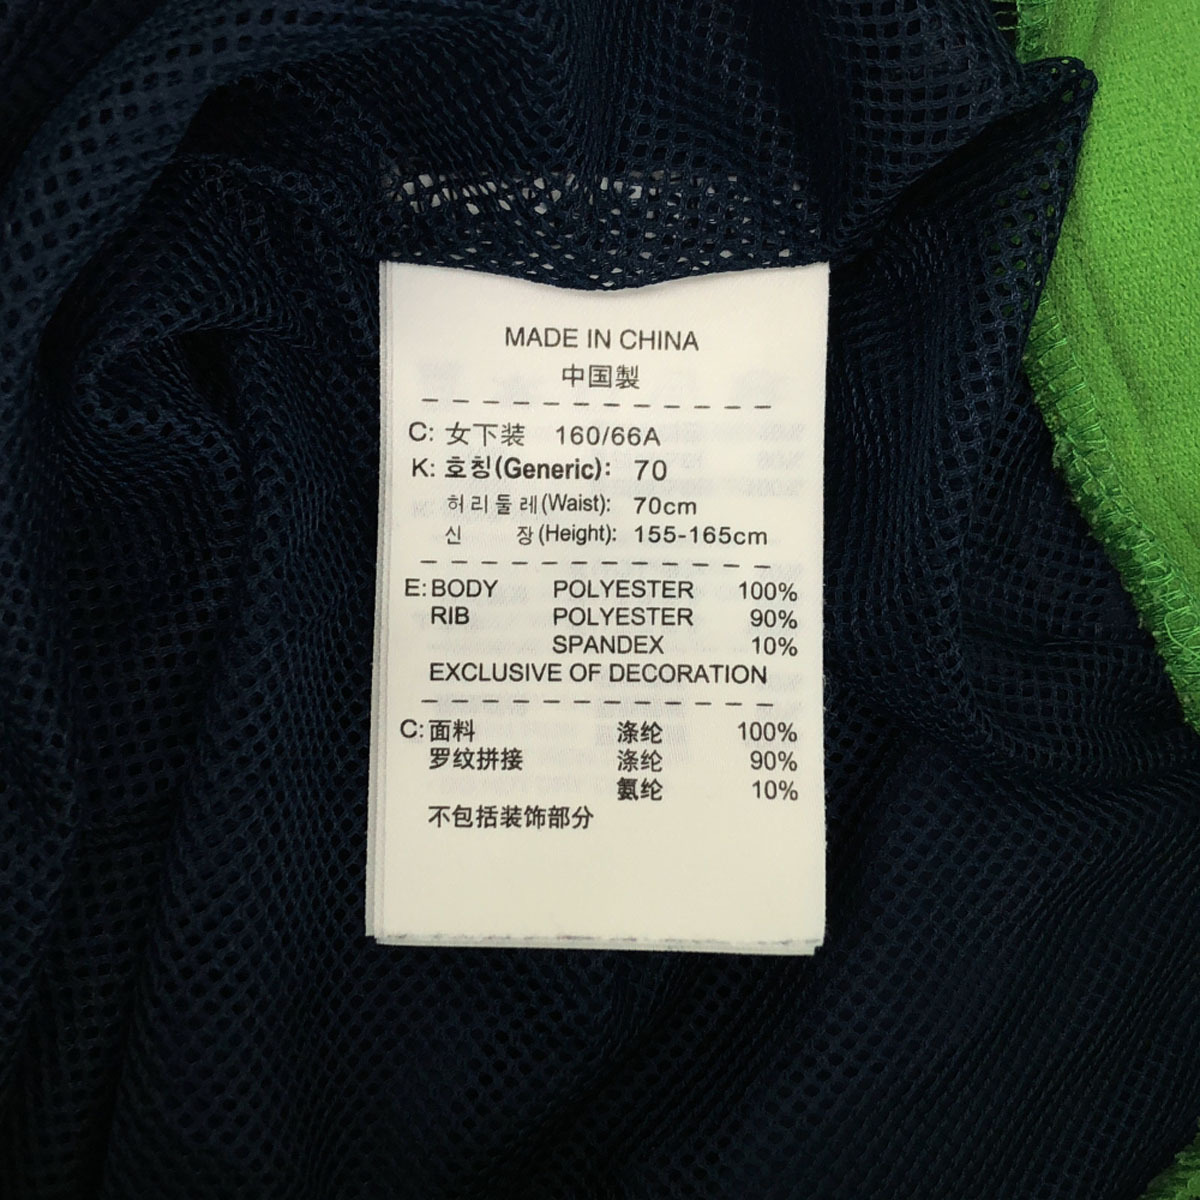 MADE IN CHINA
中国製
C: 女下装 160/66A
K: 호칭(Generic): 70
허리둘레(Waist): 70cm
신 장(Height): 155-165cm
E: BODY POLYESTER 100%
RIB POLYESTER 90%
SPANDEX 10%
EXCLUSIVE OF DECORATION
C: 面料 涤纶 100%
罗纹拼接 涤纶 90%
氨纶 10%
不包括装饰部分